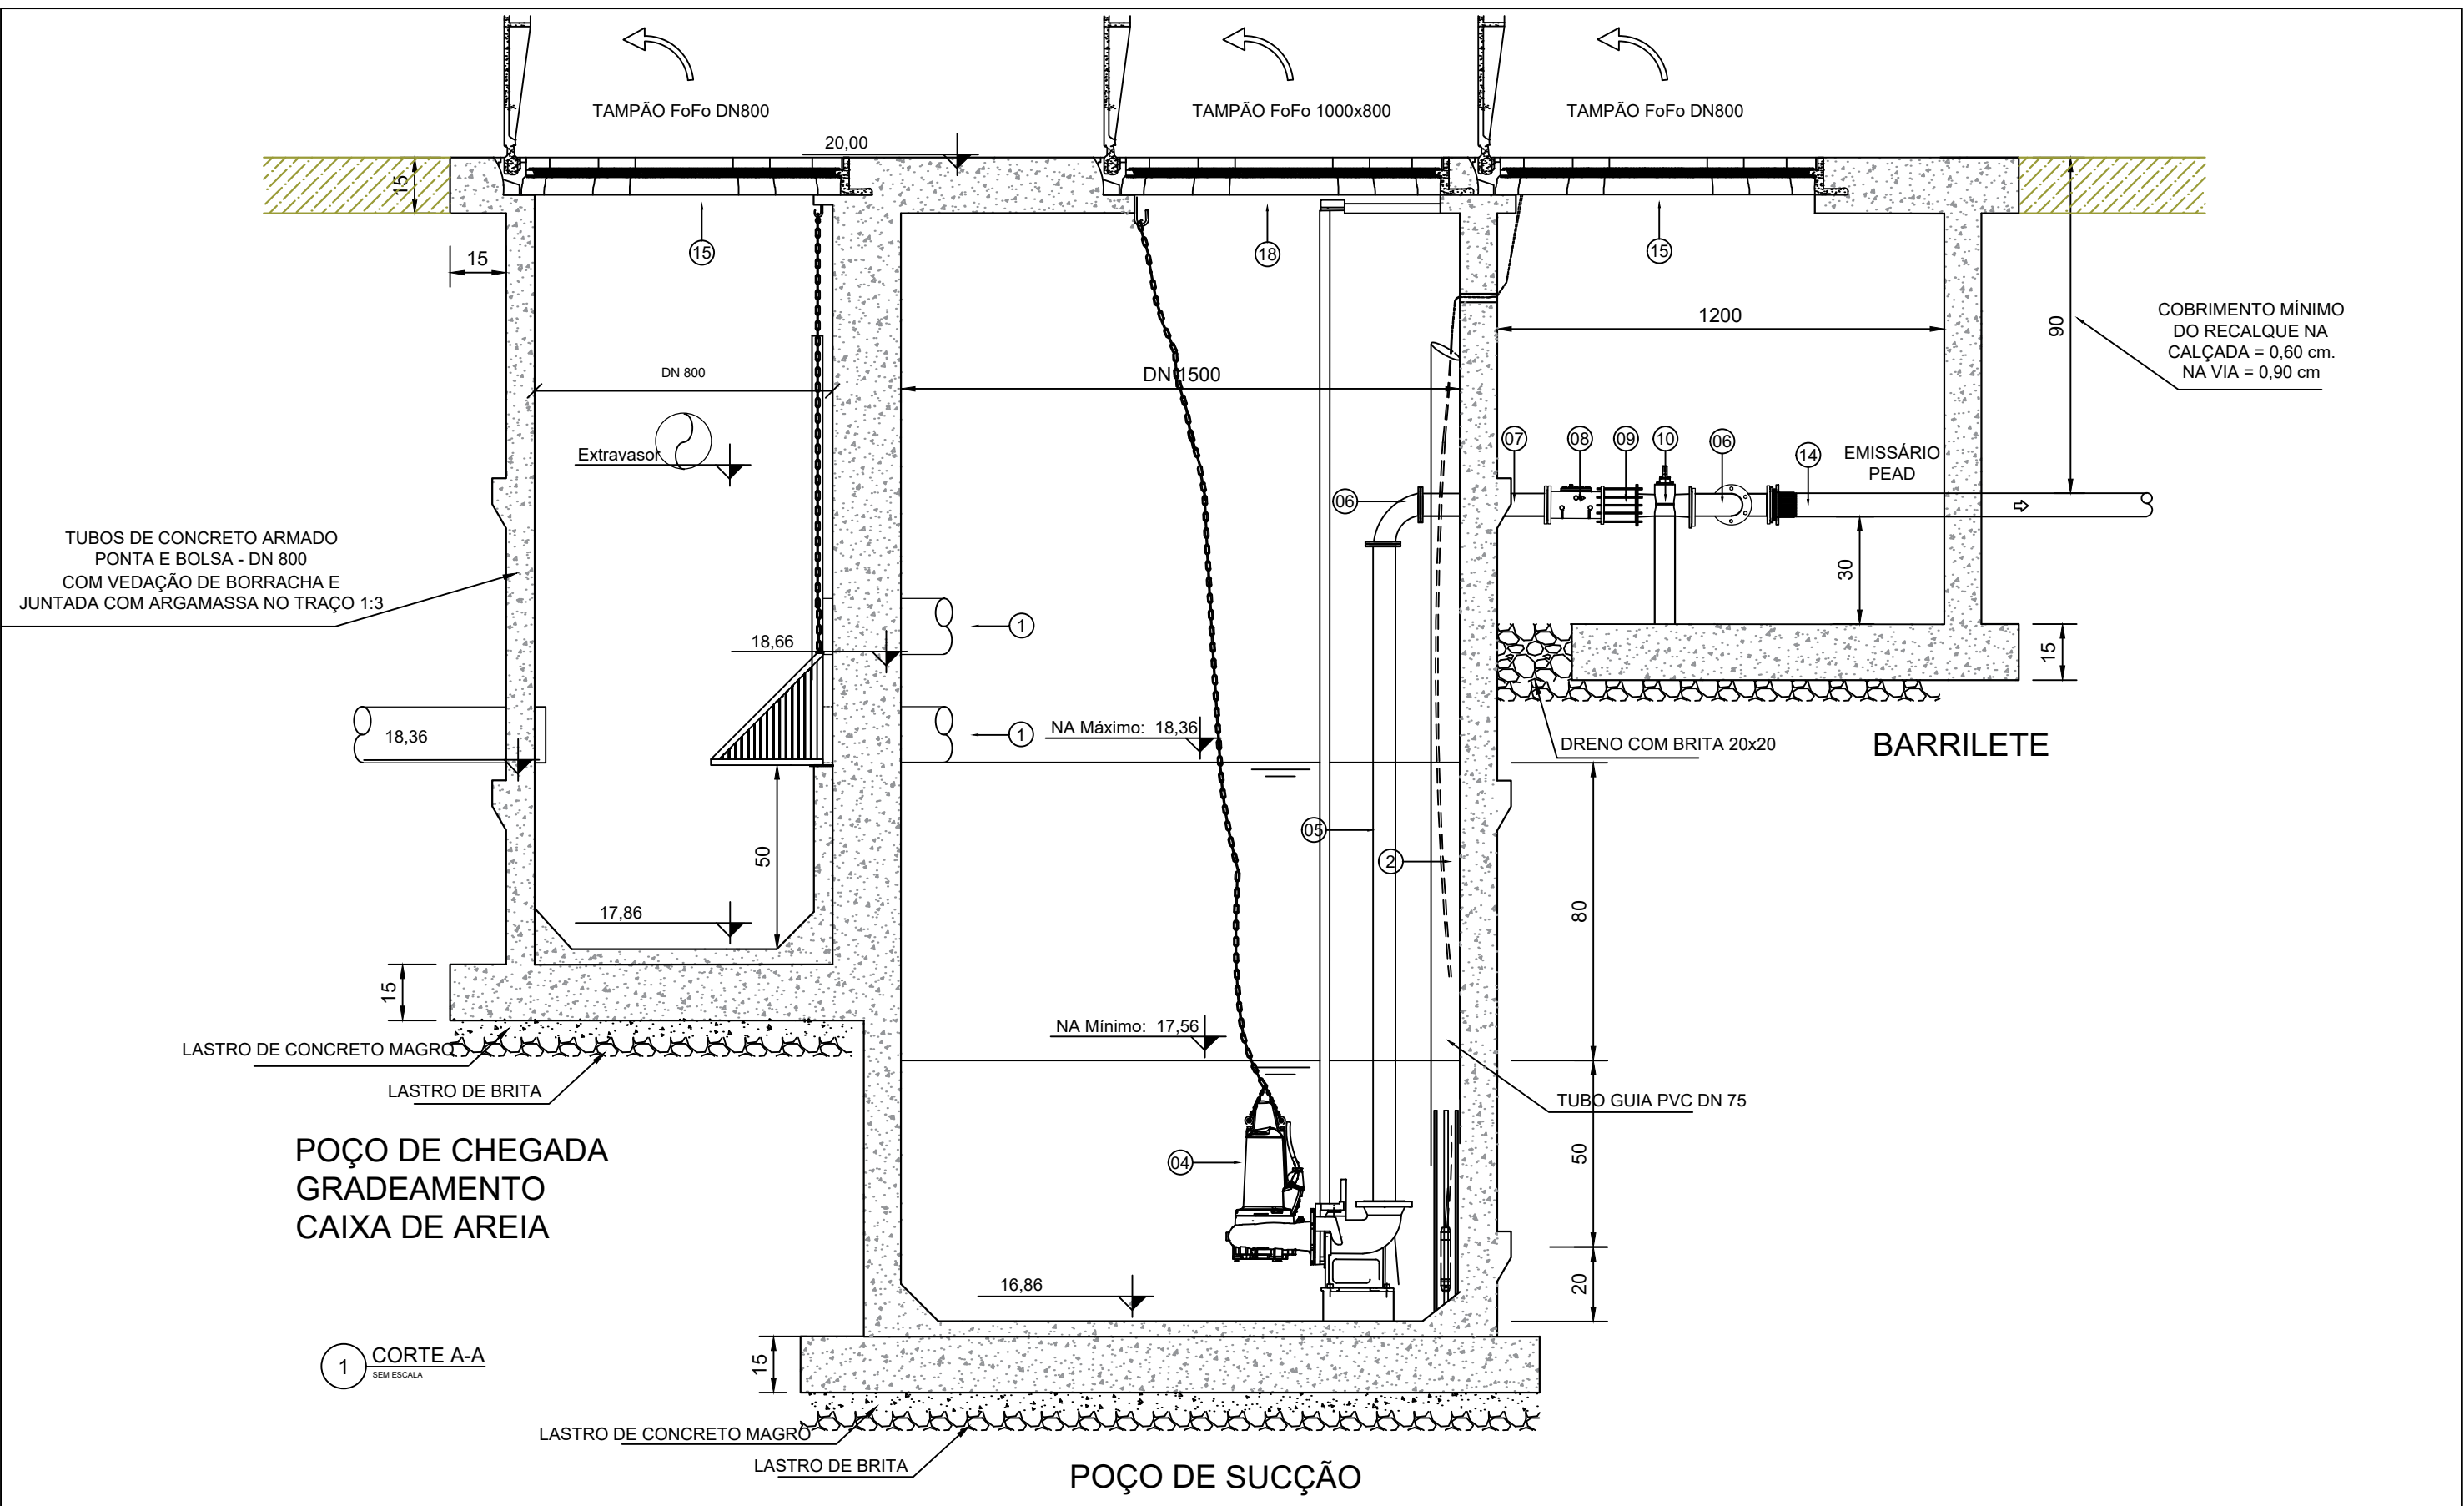 TAMPÃO FoFo DN800
TAMPÃO FoFo 1000x800
TAMPÃO FoFo DN800
20,00
15
15
15
18
15
1200
90
COBRIMENTO MÍNIMO
DO RECALQUE NA
CALÇADA = 0,60 cm.
NA VIA = 0,90 cm
DN 800
DN 1500
Extravasor
07
08
09
10
06
14
EMISSÁRIO
PEAD
06
TUBOS DE CONCRETO ARMADO
PONTA E BOLSA - DN 800
COM VEDAÇÃO DE BORRACHA E
JUNTADA COM ARGAMASSA NO TRAÇO 1:3
30
1
18,66
15
18,36
1
NA Máximo: 18,36
DRENO COM BRITA 20x20
BARRILETE
05
2
50
80
17,86
15
NA Mínimo: 17,56
LASTRO DE CONCRETO MAGRO
LASTRO DE BRITA
TUBO GUIA PVC DN 75
POÇO DE CHEGADA
GRADEAMENTO
CAIXA DE AREIA
04
50
16,86
20
1
CORTE A-A
SEM ESCALA
15
LASTRO DE CONCRETO MAGRO
LASTRO DE BRITA
POÇO DE SUCÇÃO